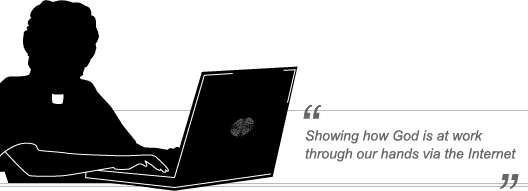 “
Showing how God is at work
through our hands via the Internet
”